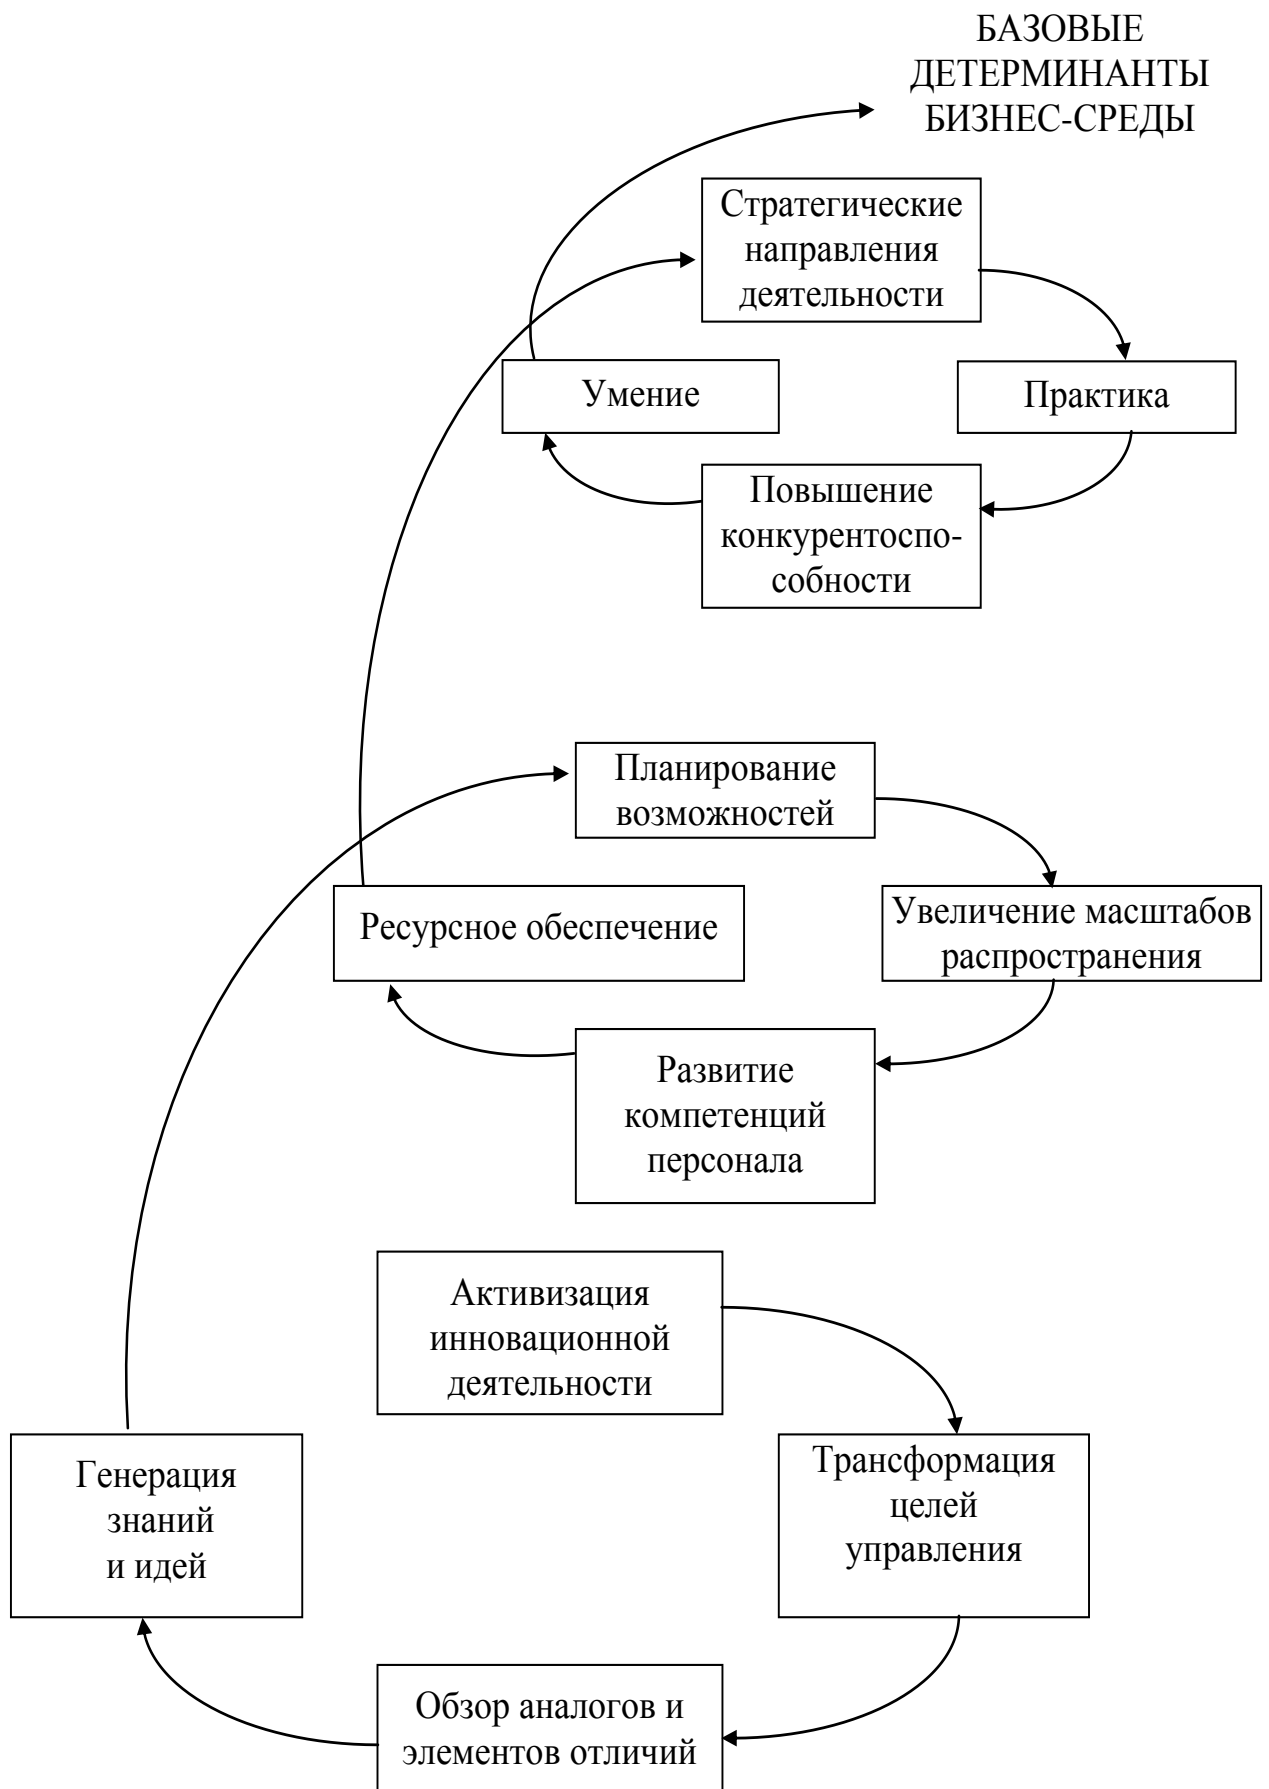 БАЗОВЫЕ
ДЕТЕРМИНАНТЫ
БИЗНЕС-СРЕДЫ
Стратегические
направления
деятельности
Умение
Практика
Повышение
конкурентоспо-
собности
Планирование
возможностей
Ресурсное обеспечение
Увеличение масштабов
распространения
Развитие
компетенций
персонала
Активизация
инновационной
деятельности
Генерация
знаний
и идей
Трансформация
целей
управления
Обзор аналогов и
элементов отличий